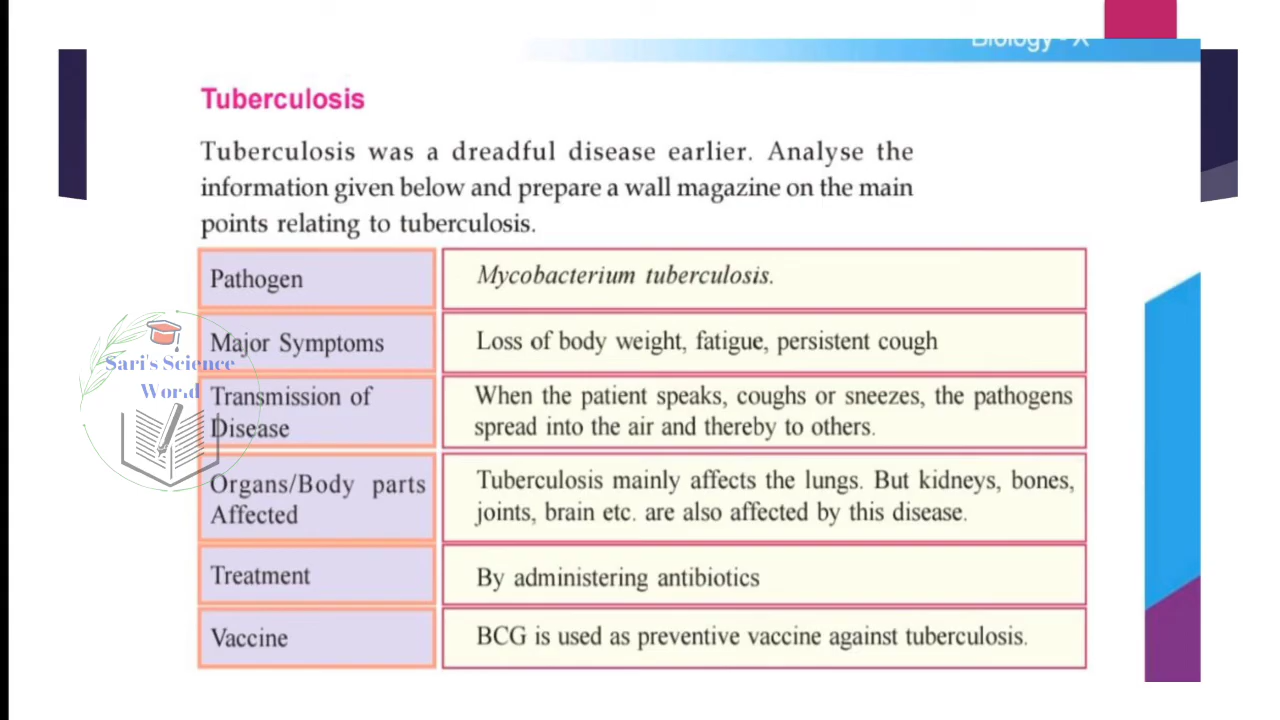 Biology - X
Tuberculosis
Tuberculosis was a dreadful disease earlier. Analyse the
information given below and prepare a wall magazine on the main
points relating to tuberculosis.
Pathogen
Mycobacterium tuberculosis.
Major Symptoms
Loss of body weight, fatigue, persistent cough
Sari's Science
World
Transmission of
Disease
When the patient speaks, coughs or sneezes, the pathogens
spread into the air and thereby to others.
Organs/Body parts
Affected
Tuberculosis mainly affects the lungs. But kidneys, bones,
joints, brain etc. are also affected by this disease.
Treatment
By administering antibiotics
Vaccine
BCG is used as preventive vaccine against tuberculosis.